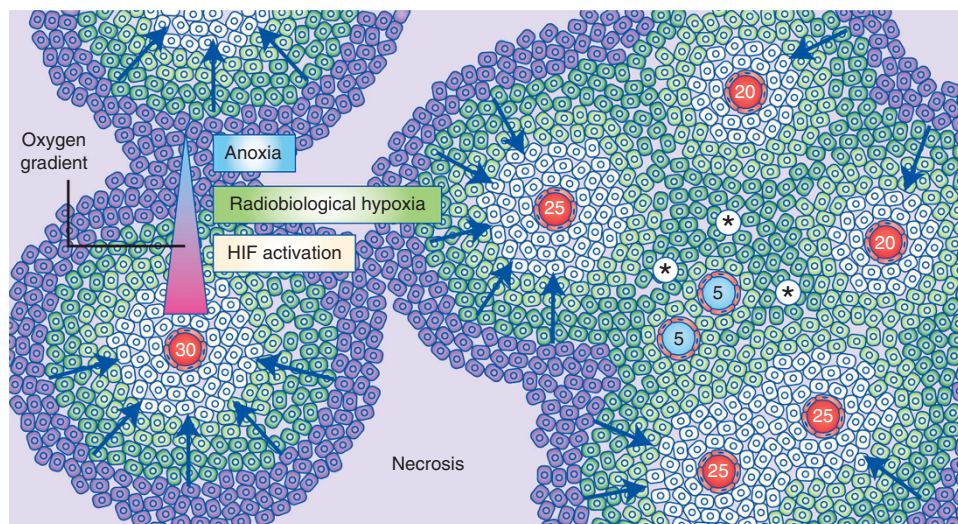 20
Oxygen
gradient
Anoxia
Radiobiological hypoxia
25
*
20
HIF activation
*
5
*
30
5
25
Necrosis
25